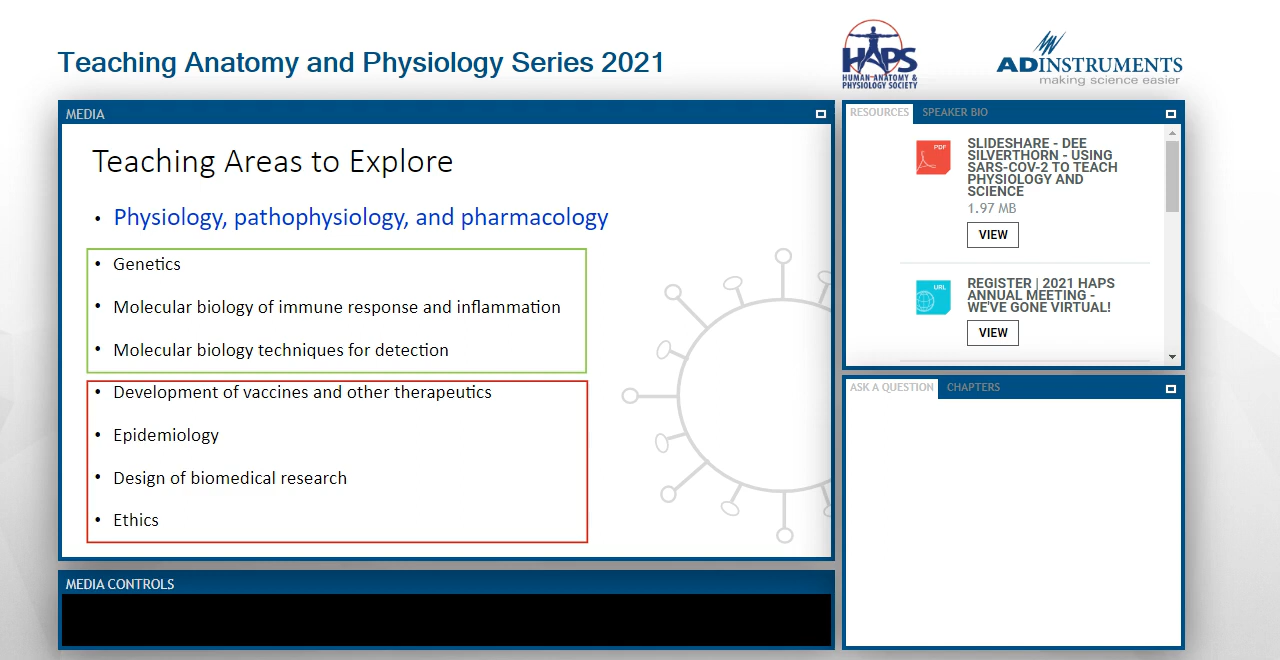 Teaching Anatomy and Physiology Series 2021
HAPS
HUMAN ANATOMY &
PHYSIOLOGY SOCIETY
ADINSTRUMENTS
making science easier
MEDIA
Teaching Areas to Explore
• Physiology, pathophysiology, and pharmacology
• Genetics
• Molecular biology of immune response and inflammation
• Molecular biology techniques for detection
• Development of vaccines and other therapeutics
• Epidemiology
• Design of biomedical research
• Ethics
MEDIA CONTROLS
RESOURCES SPEAKER BIO
PDF
SLIDESHARE - DEE
SILVERTHORN - USING
SARS-COV-2 TO TEACH
PHYSIOLOGY AND
SCIENCE
1.97 MB
VIEW
URL
REGISTER | 2021 HAPS
ANNUAL MEETING -
WE'VE GONE VIRTUAL!
VIEW
ASK A QUESTION CHAPTERS